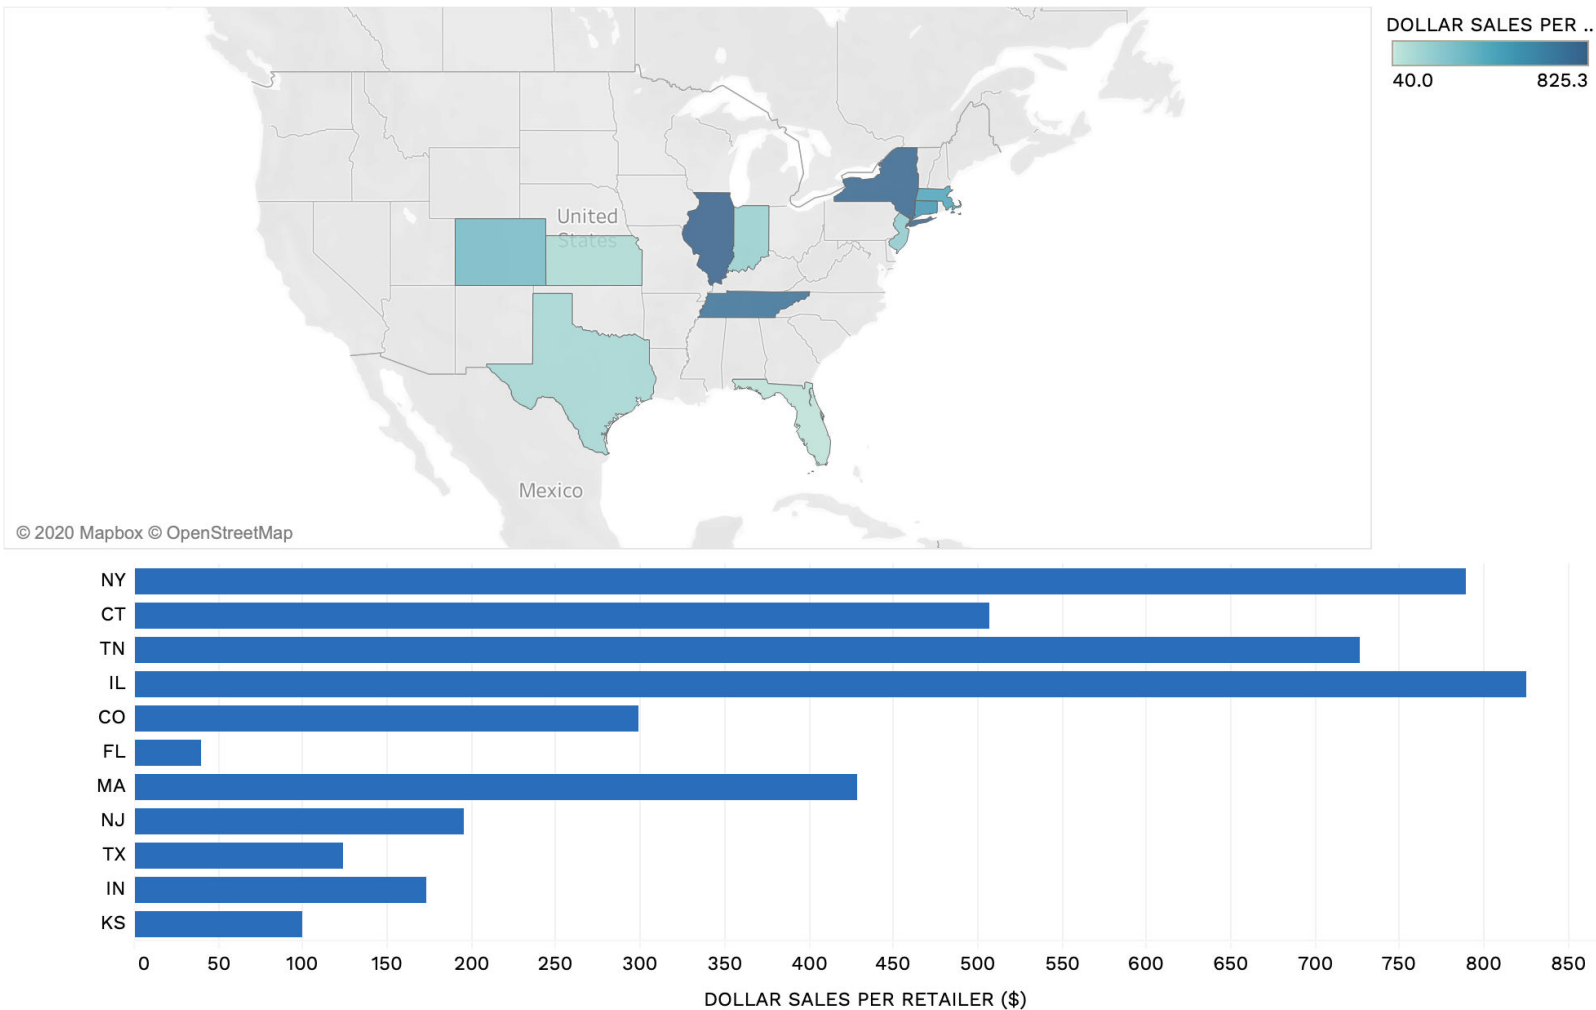 DOLLAR SALES PER ..
40.0 825.3
United
States
Mexico
© 2020 Mapbox © OpenStreetMap
NY
CT
TN
IL
CO
FL
MA
NJ
TX
IN
KS
0 50 100 150 200 250 300 350 400 450 500 550 600 650 700 750 800 850
DOLLAR SALES PER RETAILER ($)